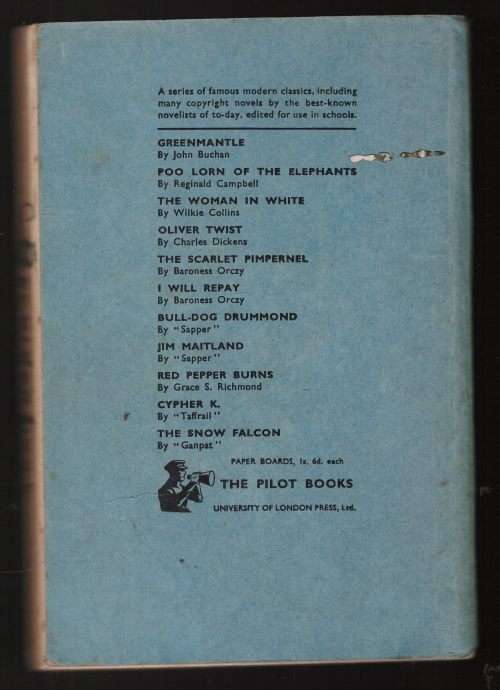 A series of famous modern classics, including
many copyright novels by the best-known
novelists of to-day, edited for use in schools.
GREENMANTLE
By John Buchan
POO LORN OF THE ELEPHANTS
By Reginald Campbell
THE WOMAN IN WHITE
By Wilkie Collins
OLIVER TWIST
By Charles Dickens
THE SCARLET PIMPERNEL
By Baroness Orczy
I WILL REPAY
By Baroness Orczy
BULL-DOG DRUMMOND
By "Sapper"
JIM MAITLAND
By "Sapper"
RED PEPPER BURNS
By Grace S. Richmond
CYPHER K.
By "Taffrail"
THE SNOW FALCON
By "Ganpat"
PAPER BOARDS, 1s. 6d. each
THE PILOT BOOKS
UNIVERSITY OF LONDON PRESS, Ltd.